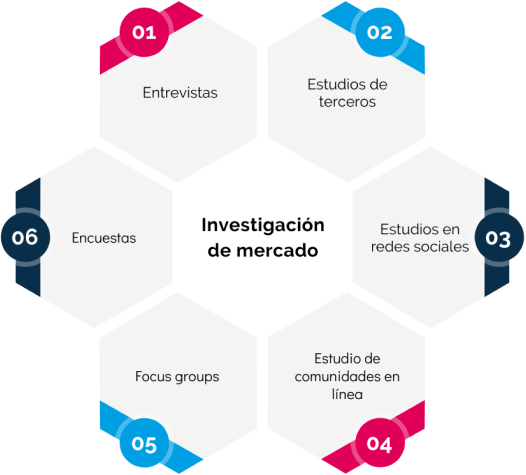 01
Entrevistas
02
Estudios de
terceros
Investigación
de mercado
03
Estudios en
redes sociales
04
Estudio de
comunidades en
línea
05
Focus groups
06
Encuestas